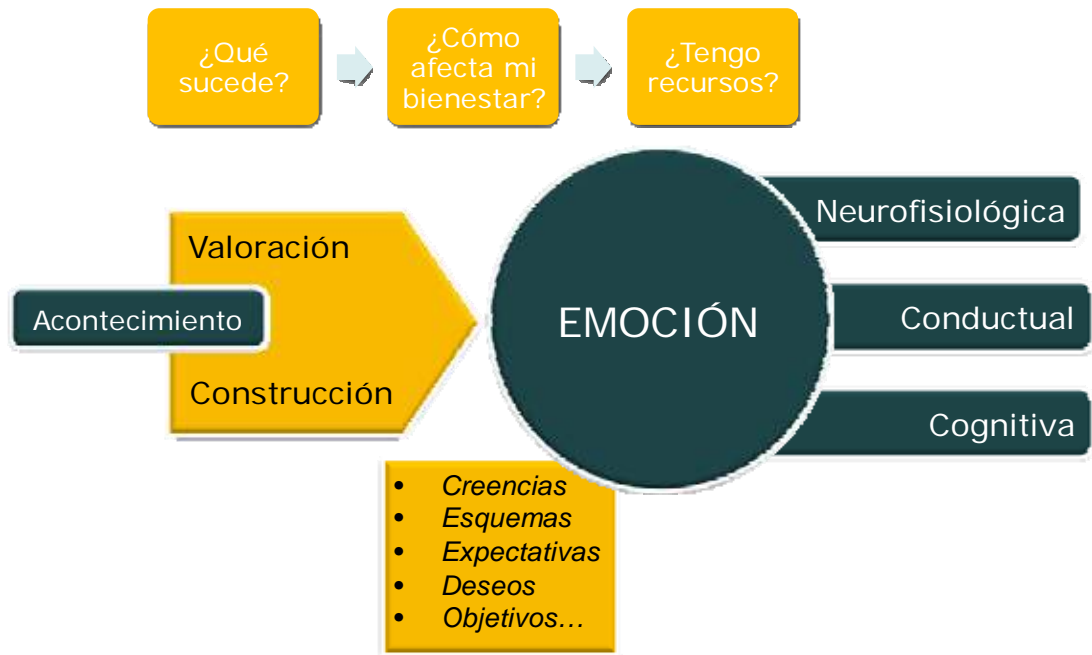 ¿Qué
sucede?
¿Cómo
afecta mi
bienestar?
¿Tengo
recursos?
Valoración
Acontecimiento
Construcción
EMOCIÓN
Neurofisiológica
Conductual
Cognitiva
• Creencias
• Esquemas
• Expectativas
• Deseos
• Objetivos…